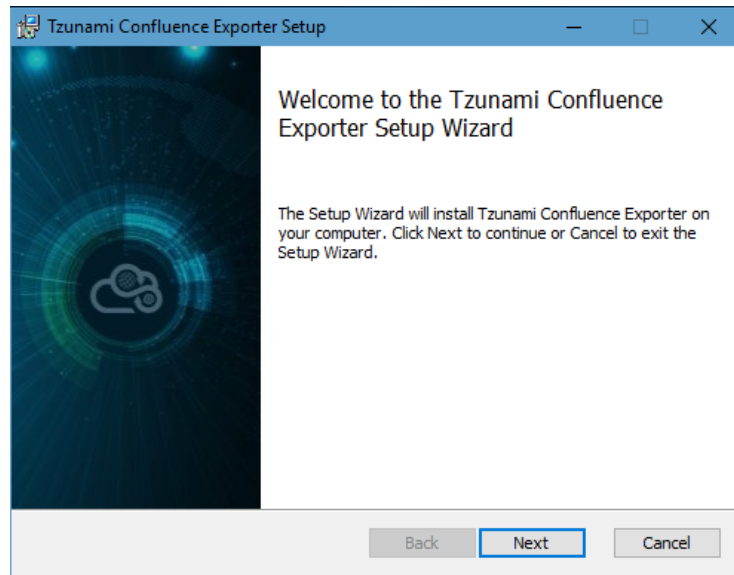 Tzunami Confluence Exporter Setup
Welcome to the Tzunami Confluence
Exporter Setup Wizard
The Setup Wizard will install Tzunami Confluence Exporter on
your computer. Click Next to continue or Cancel to exit the
Setup Wizard.
Back Next Cancel